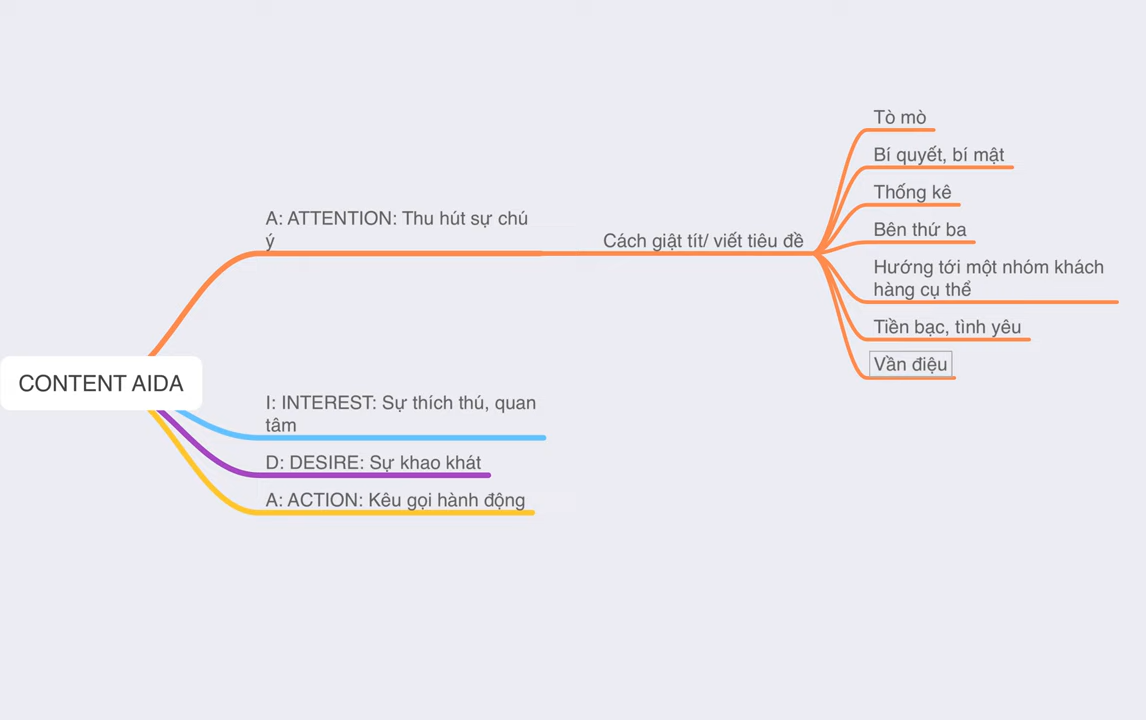 CONTENT AIDA
A: ATTENTION: Thu hút sự chú
ý
Cách giật tít/ viết tiêu đề
Tò mò
Bí quyết, bí mật
Thống kê
Bên thứ ba
Hướng tới một nhóm khách
hàng cụ thể
Tiền bạc, tình yêu
Vần điệu
I: INTEREST: Sự thích thú, quan
tâm
D: DESIRE: Sự khao khát
A: ACTION: Kêu gọi hành động